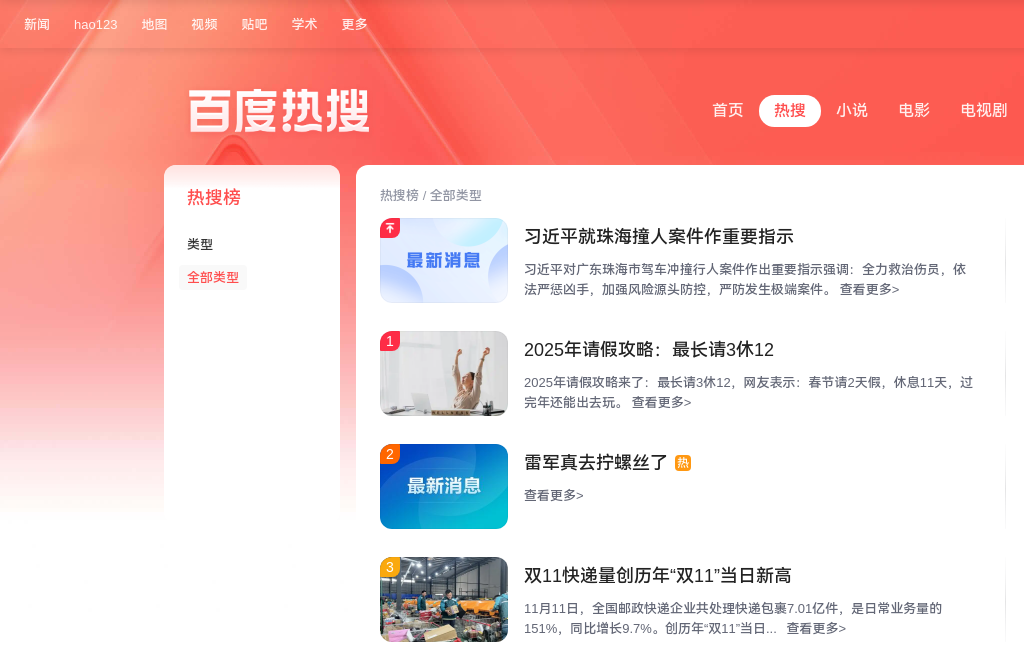 新闻 hao123 地图 视频 贴吧 学术 更多
百度热搜
首页 热搜 小说 电影 电视剧
热搜榜
类型
全部类型
热搜榜 / 全部类型
最新消息
习近平就珠海撞人案件作重要指示
习近平对广东珠海市驾车冲撞行人案件作出重要指示强调：全力救治伤员，依
法严惩凶手，加强风险源头防控，严防发生极端案件。 查看更多>
1
2025年请假攻略：最长请3休12
2025年请假攻略来了：最长请3休12，网友表示：春节请2天假，休息11天，过
完年还能出去玩。 查看更多>
2
最新消息
雷军真去拧螺丝了 热
查看更多>
3
双11快递量创历年“双11”当日新高
11月11日，全国邮政快递企业共处理快递包裹7.01亿件，是日常业务量的
151%，同比增长9.7%。创历年“双11”当日... 查看更多>